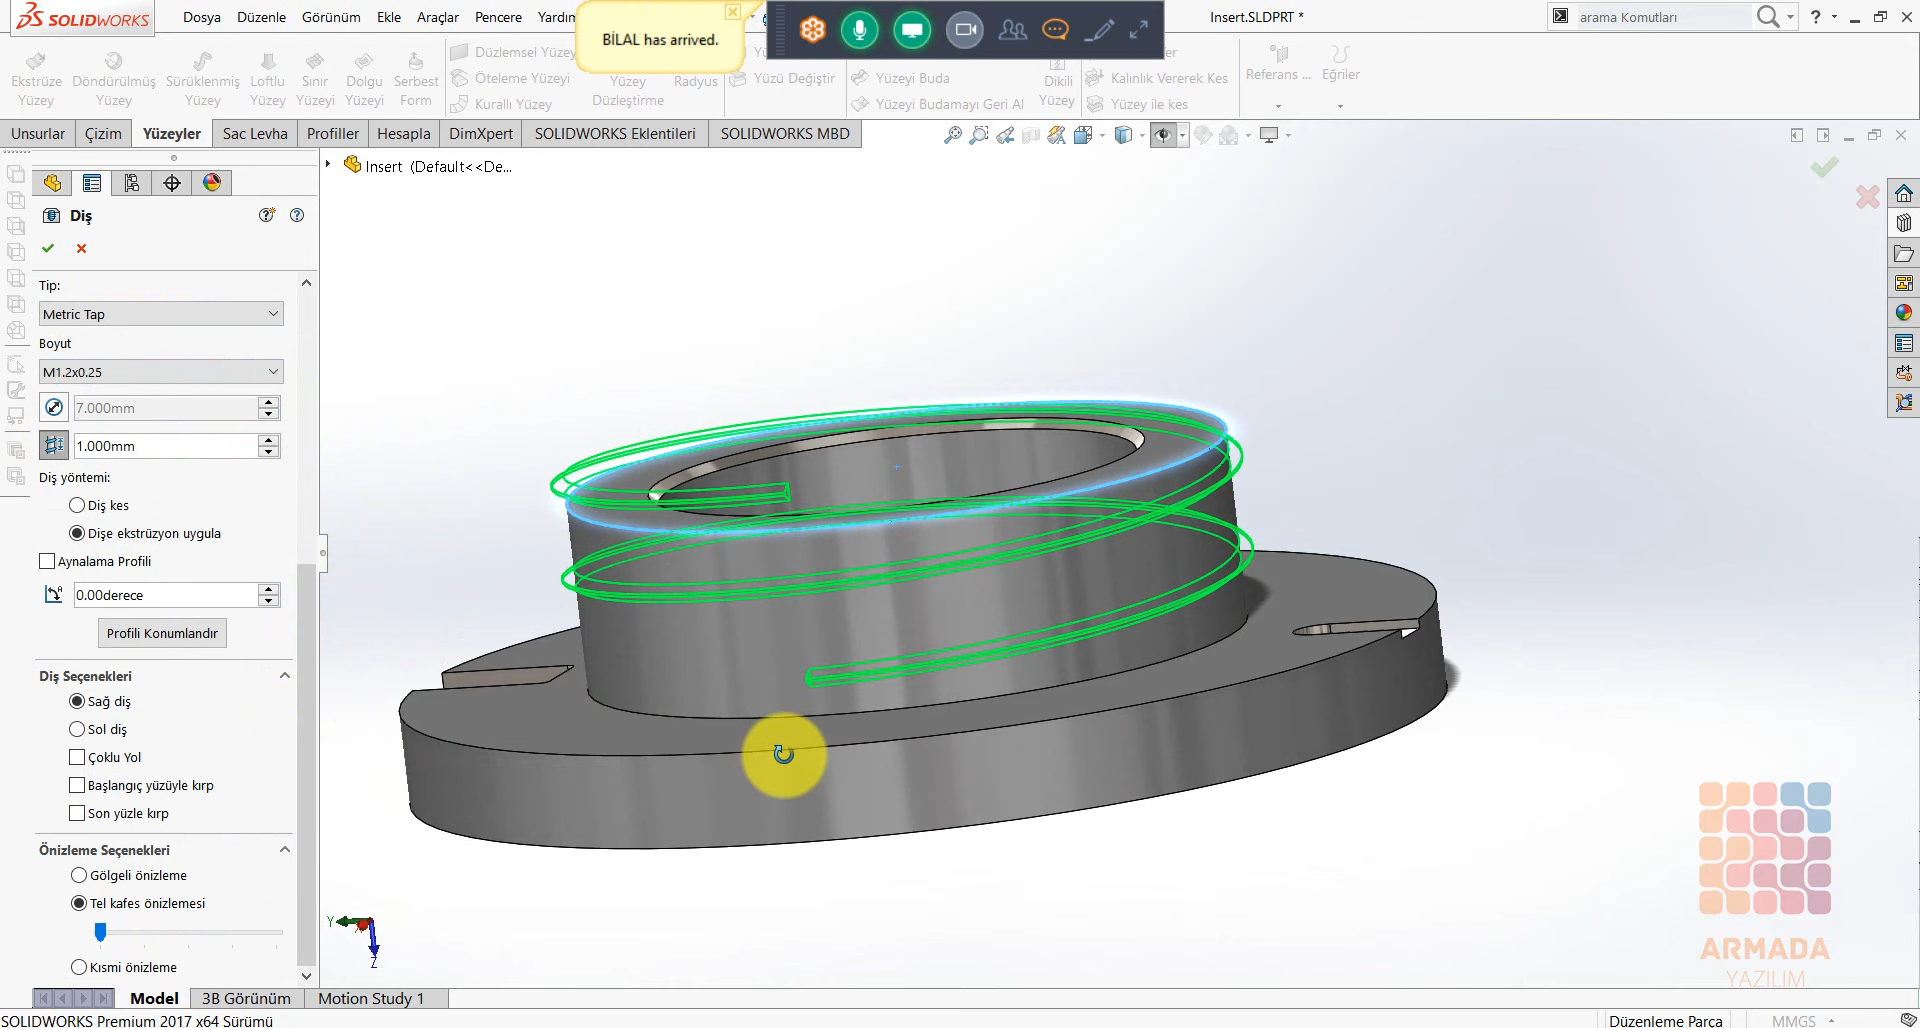 SOLIDWORKS
Dosya Düzenle Görünüm Ekle Araçlar Pencere Yardım
BİLAL has arrived.
Insert.SLDPRT *
arama Komutları
Ekstrüze Yüzey
Döndürülmüş Yüzey
Sürüklenmiş Yüzey
Loftlu Yüzey
Sınır Yüzeyi
Dolgu Yüzeyi
Serbest Form
Düzlemsel Yüzey
Öteleme Yüzeyi
Kurallı Yüzey
Yüzey Düzleştirme
Radyus
Yüzü Değiştir
Yüzeyi Buda
Yüzeyi Budamayı Geri Al
Dikili Yüzey
Kalınlık Vererek Kes
Yüzey ile kes
Referans ...
Eğriler
Unsurlar Çizim Yüzeyler Sac Levha Profiller Hesapla DimXpert SOLIDWORKS Eklentileri SOLIDWORKS MBD
Insert (Default<<De...
Diş
Tip:
Metric Tap
Boyut
M1.2x0.25
7.000mm
1.000mm
Diş yöntemi:
Diş kes
Dişe ekstrüzyon uygula
Aynalama Profili
0.00derece
Profili Konumlandır
Diş Seçenekleri
Sağ diş
Sol diş
Çoklu Yol
Başlangıç yüzüyle kırp
Son yüzle kırp
Önizleme Seçenekleri
Gölgeli önizleme
Tel kafes önizlemesi
Kısmi önizleme
Y
X
Z
ARMADA
YAZILIM
Model 3B Görünüm Motion Study 1
SOLIDWORKS Premium 2017 x64 Sürümü
Düzenleme Parça
MMGS